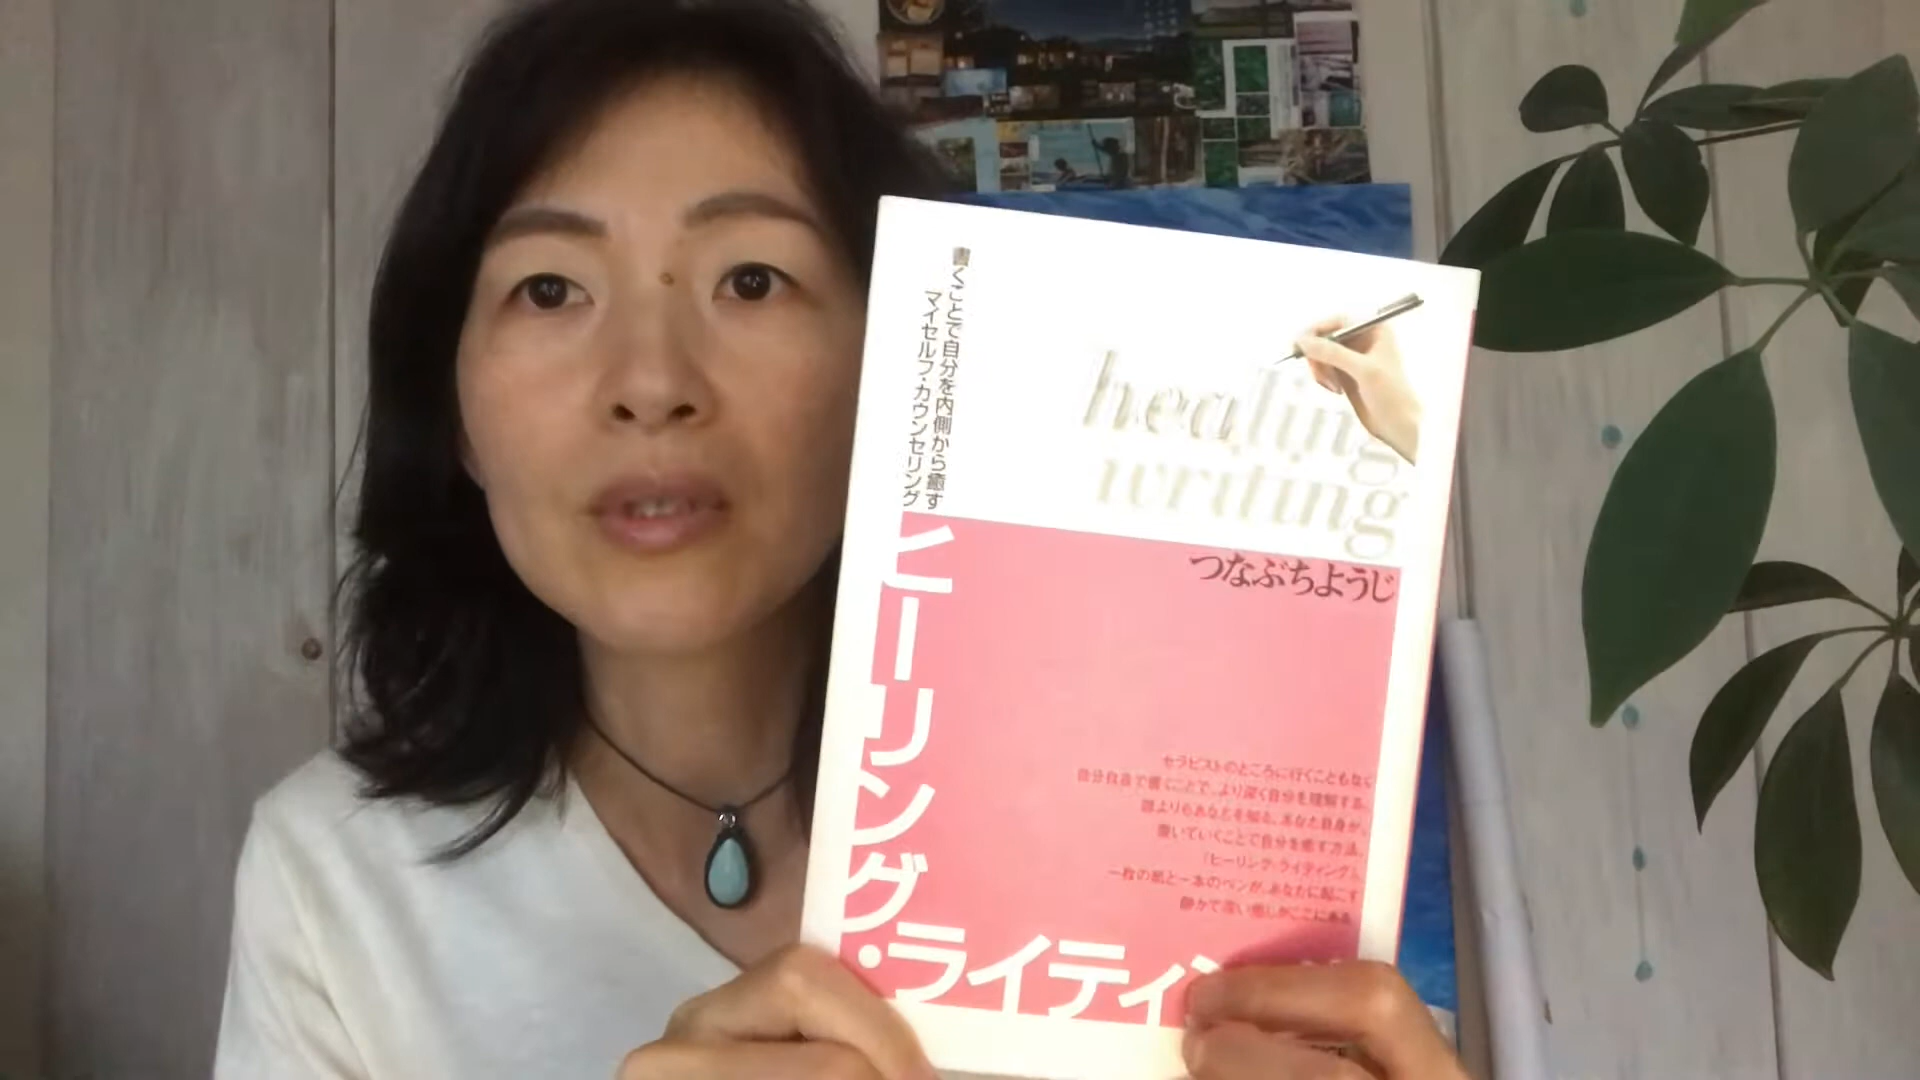 書くことで自分を内側から癒す
マイセルフ・カウンセリング
healing
writing
つなぶちようじ
ヒーリング・ライティン
セラピストのところに行くこともなく
自分自身で書くことで、より深く自分を理解する。
誰よりもあなたを知る、あなた自身が、
書いていくことで自分を癒す方法、
「ヒーリング・ライティング」。
一枚の紙と一本のペンが、あなたに起こす
静かで深い癒しがここにある。